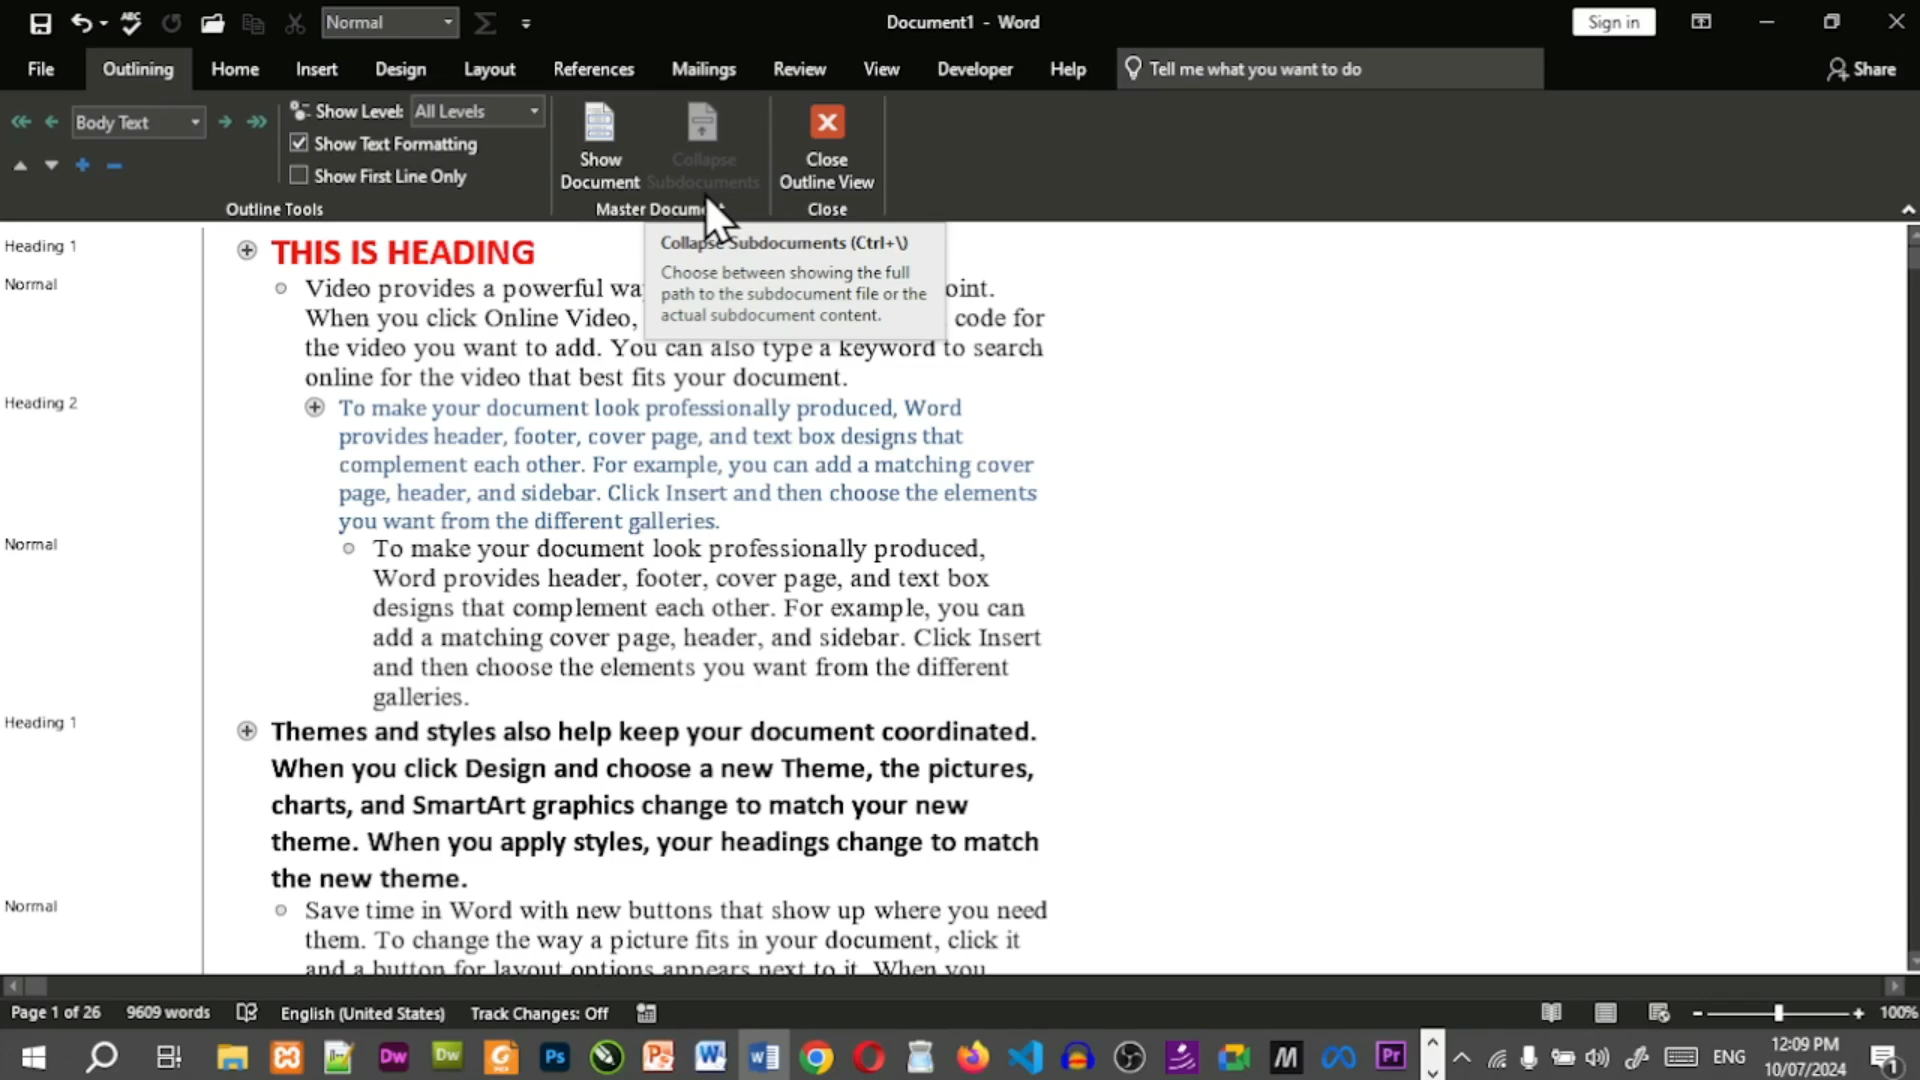 Normal
Document1 - Word
Sign in
File
Outlining
Home
Insert
Design
Layout
References
Mailings
Review
View
Developer
Help
Tell me what you want to do
Share
Body Text
Show Level: All Levels
Show Text Formatting
Show First Line Only
Outline Tools
Show
Document
Collapse
Subdocuments
Master Document
Close
Outline View
Close
Collapse Subdocuments (Ctrl+\)
Choose between showing the full
path to the subdocument file or the
actual subdocument content.
Heading 1
THIS IS HEADING
Normal
Video provides a powerful way oint.
When you click Online Video, code for
the video you want to add. You can also type a keyword to search
online for the video that best fits your document.
Heading 2
To make your document look professionally produced, Word
provides header, footer, cover page, and text box designs that
complement each other. For example, you can add a matching cover
page, header, and sidebar. Click Insert and then choose the elements
you want from the different galleries.
Normal
To make your document look professionally produced,
Word provides header, footer, cover page, and text box
designs that complement each other. For example, you can
add a matching cover page, header, and sidebar. Click Insert
and then choose the elements you want from the different
galleries.
Heading 1
Themes and styles also help keep your document coordinated.
When you click Design and choose a new Theme, the pictures,
charts, and SmartArt graphics change to match your new
theme. When you apply styles, your headings change to match
the new theme.
Normal
Save time in Word with new buttons that show up where you need
them. To change the way a picture fits in your document, click it
and a button for layout options appears next to it. When you
Page 1 of 26
9609 words
English (United States)
Track Changes: Off
100%
ENG
12:09 PM
10/07/2024